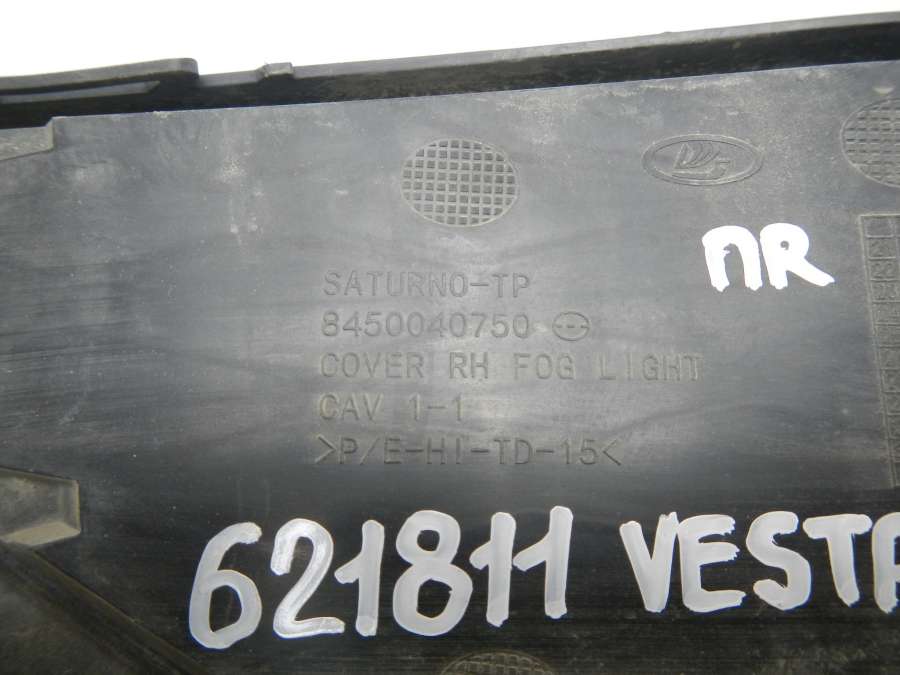 ПR
SATURNO-TP
8450040750
COVER RH FOG LIGHT
CAV 1-1
>P/E-HI-TD-15<
621811 VESTA